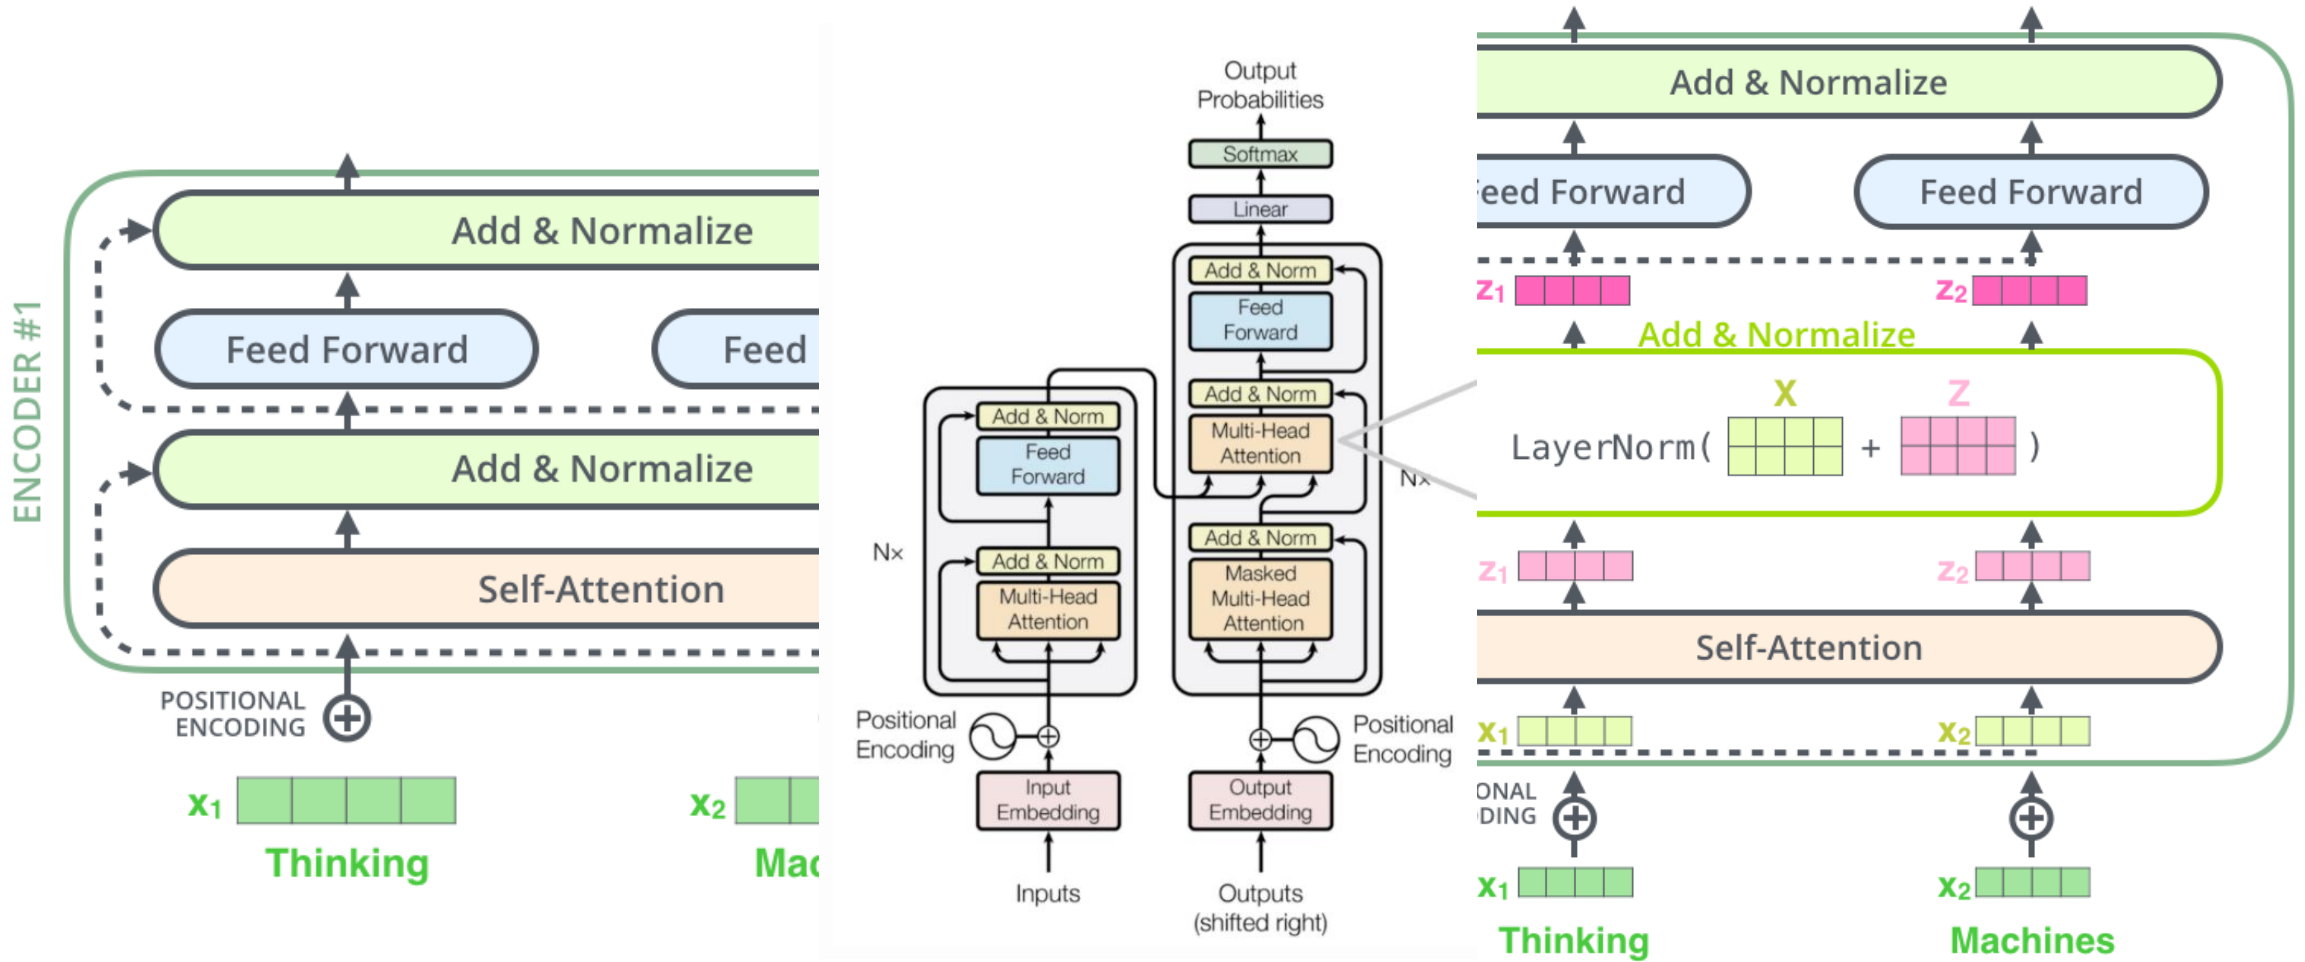 ENCODER #1
Add & Normalize
Feed Forward
Feed
Add & Normalize
Self-Attention
POSITIONAL
ENCODING
x1
x2
Thinking
Mac
Output
Probabilities
Softmax
Linear
Add & Norm
Feed
Forward
Add & Norm
Multi-Head
Attention
Add & Norm
Masked
Multi-Head
Attention
Nx
Add & Norm
Feed
Forward
Add & Norm
Multi-Head
Attention
Nx
Positional
Encoding
Positional
Encoding
Input
Embedding
Output
Embedding
Inputs
Outputs
(shifted right)
Add & Normalize
Feed Forward
Feed Forward
z1
z2
Add & Normalize
X
Z
LayerNorm( + )
z1
z2
Self-Attention
x1
x2
ONAL
DING
x1
x2
Thinking
Machines